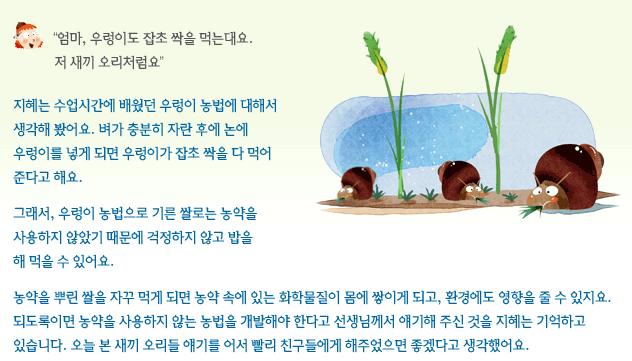 “엄마, 우렁이도 잡초 싹을 먹는대요.
저 새끼 오리처럼요”
지혜는 수업시간에 배웠던 우렁이 농법에 대해서
생각해 봤어요. 벼가 충분히 자란 후에 논에
우렁이를 넣게 되면 우렁이가 잡초 싹을 다 먹어
준다고 해요.
그래서, 우렁이 농법으로 기른 쌀로는 농약을
사용하지 않았기 때문에 걱정하지 않고 밥을
해 먹을 수 있어요.
농약을 뿌린 쌀을 자꾸 먹게 되면 농약 속에 있는 화학물질이 몸에 쌓이게 되고, 환경에도 영향을 줄 수 있지요.
되도록이면 농약을 사용하지 않는 농법을 개발해야 한다고 선생님께서 얘기해 주신 것을 지혜는 기억하고
있습니다. 오늘 본 새끼 오리들 얘기를 어서 빨리 친구들에게 해주었으면 좋겠다고 생각했어요.